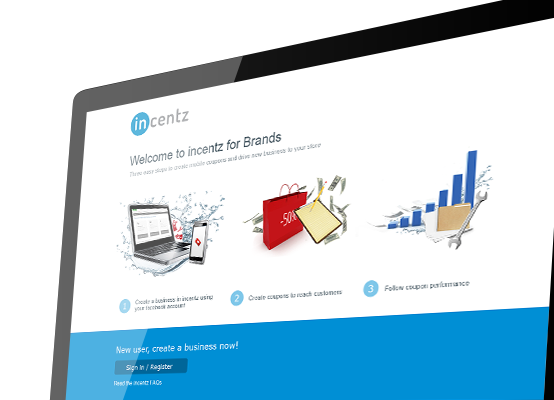 incentz
Welcome to incentz for Brands
Three easy steps to create mobile coupons and drive new business to your store
-50%
1 Create a business in incentz using
your facebook account
2 Create coupons to reach customers
3 Follow coupon performance
New user, create a business now!
Sign In / Register
Read the incentz FAQs